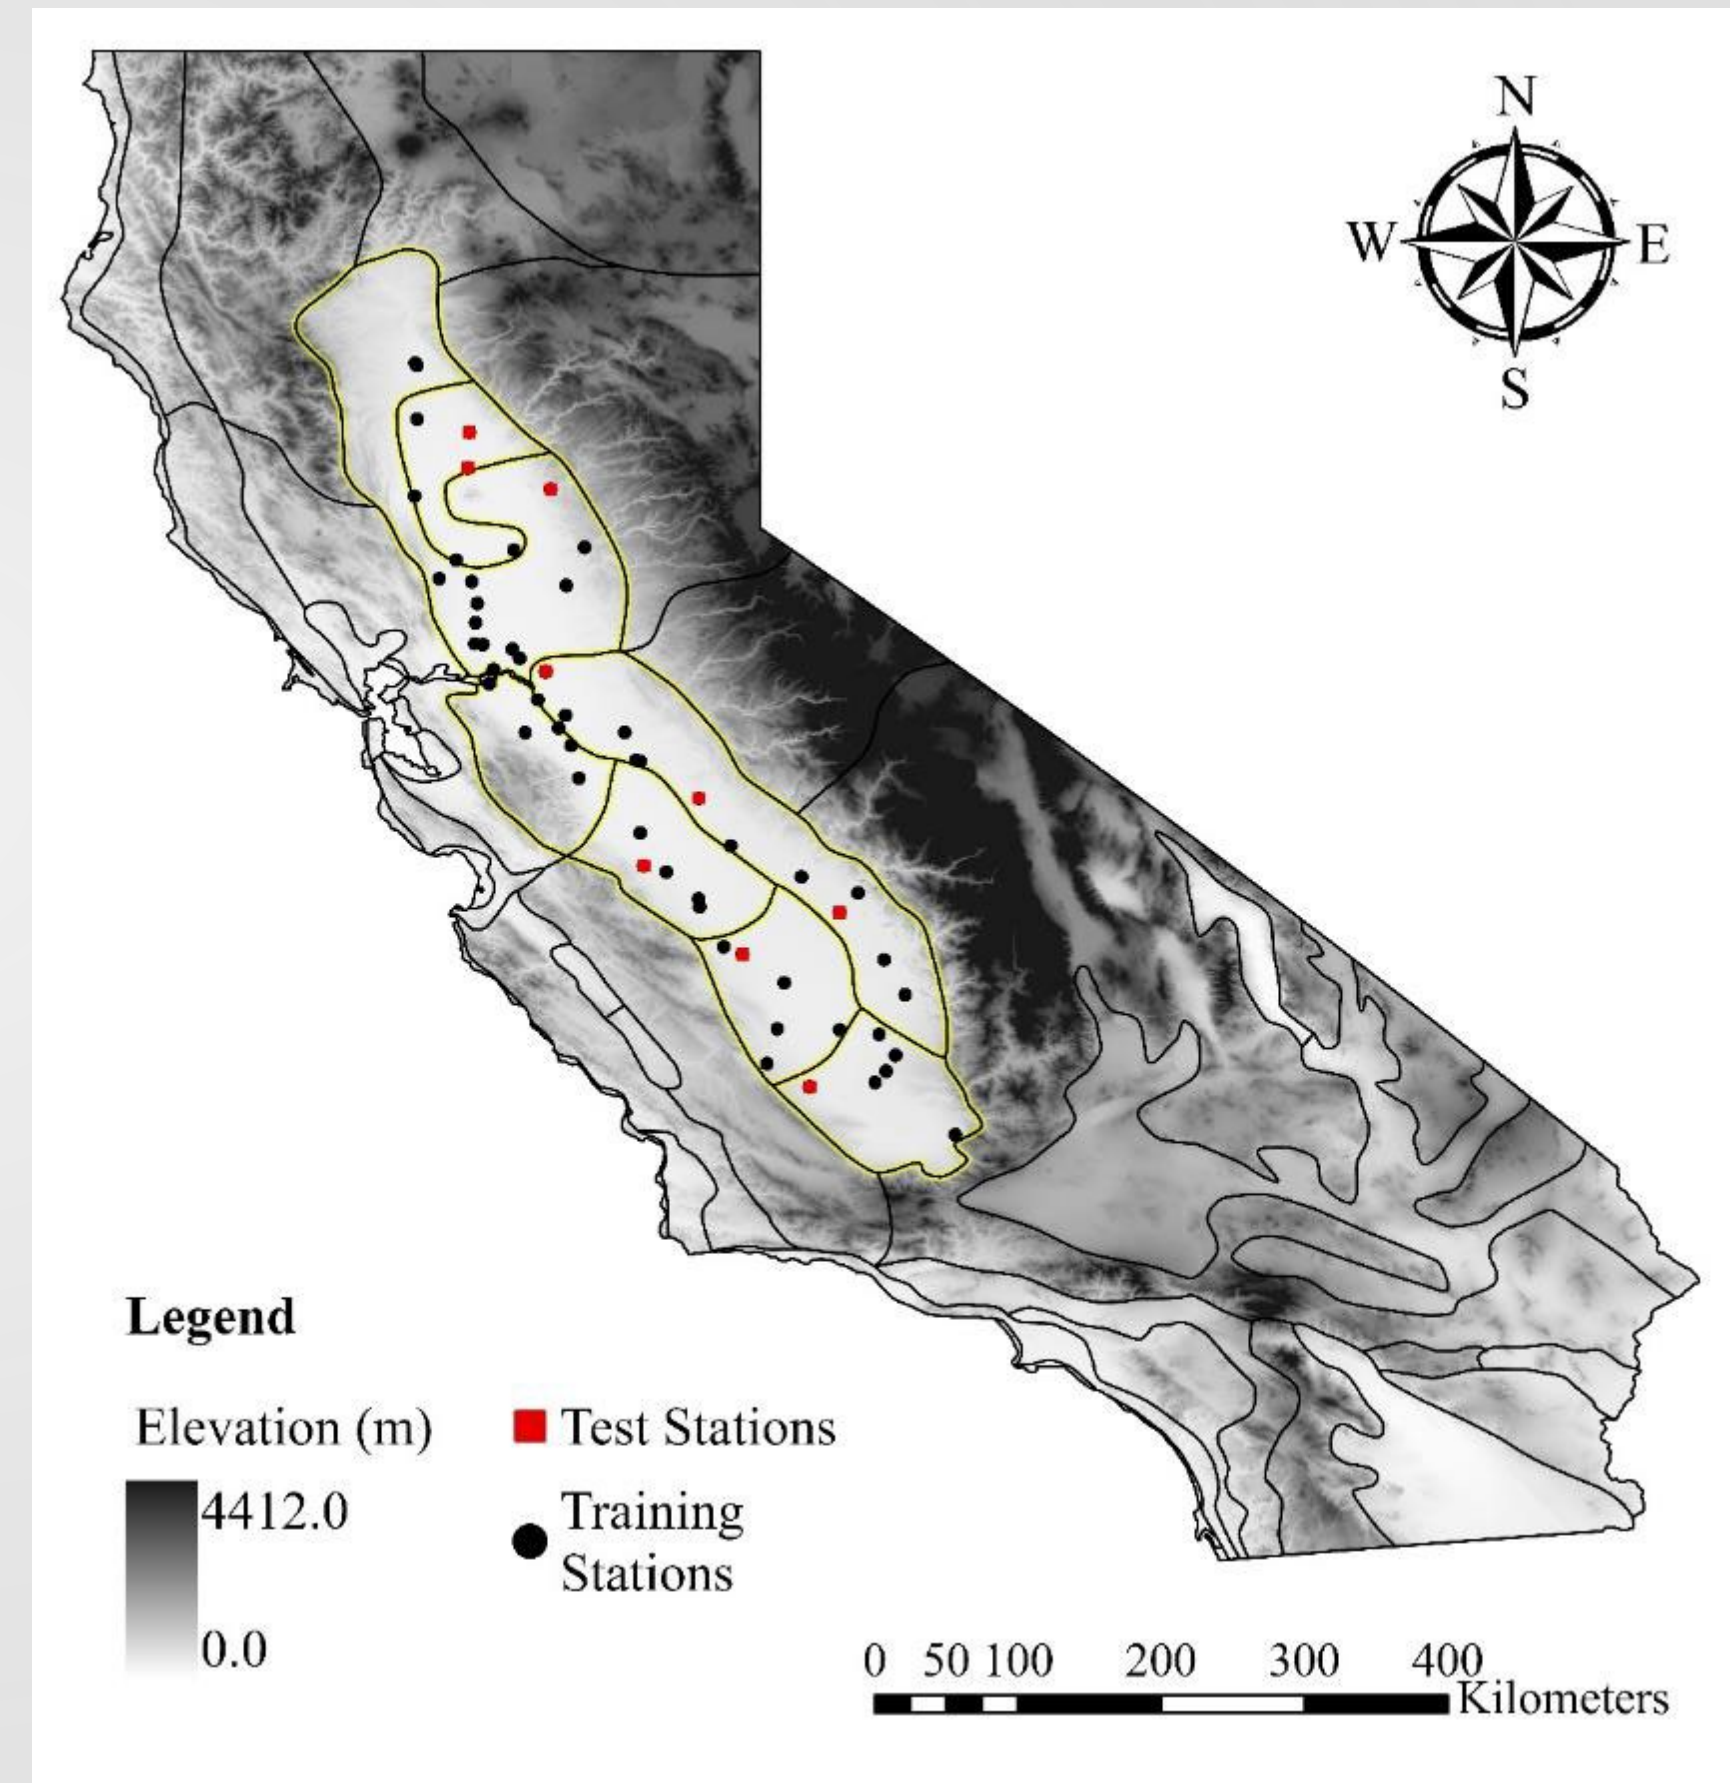 N
W E
S
Legend
Elevation (m)
4412.0
0.0
Test Stations
Training
Stations
0 50 100 200 300 400
Kilometers